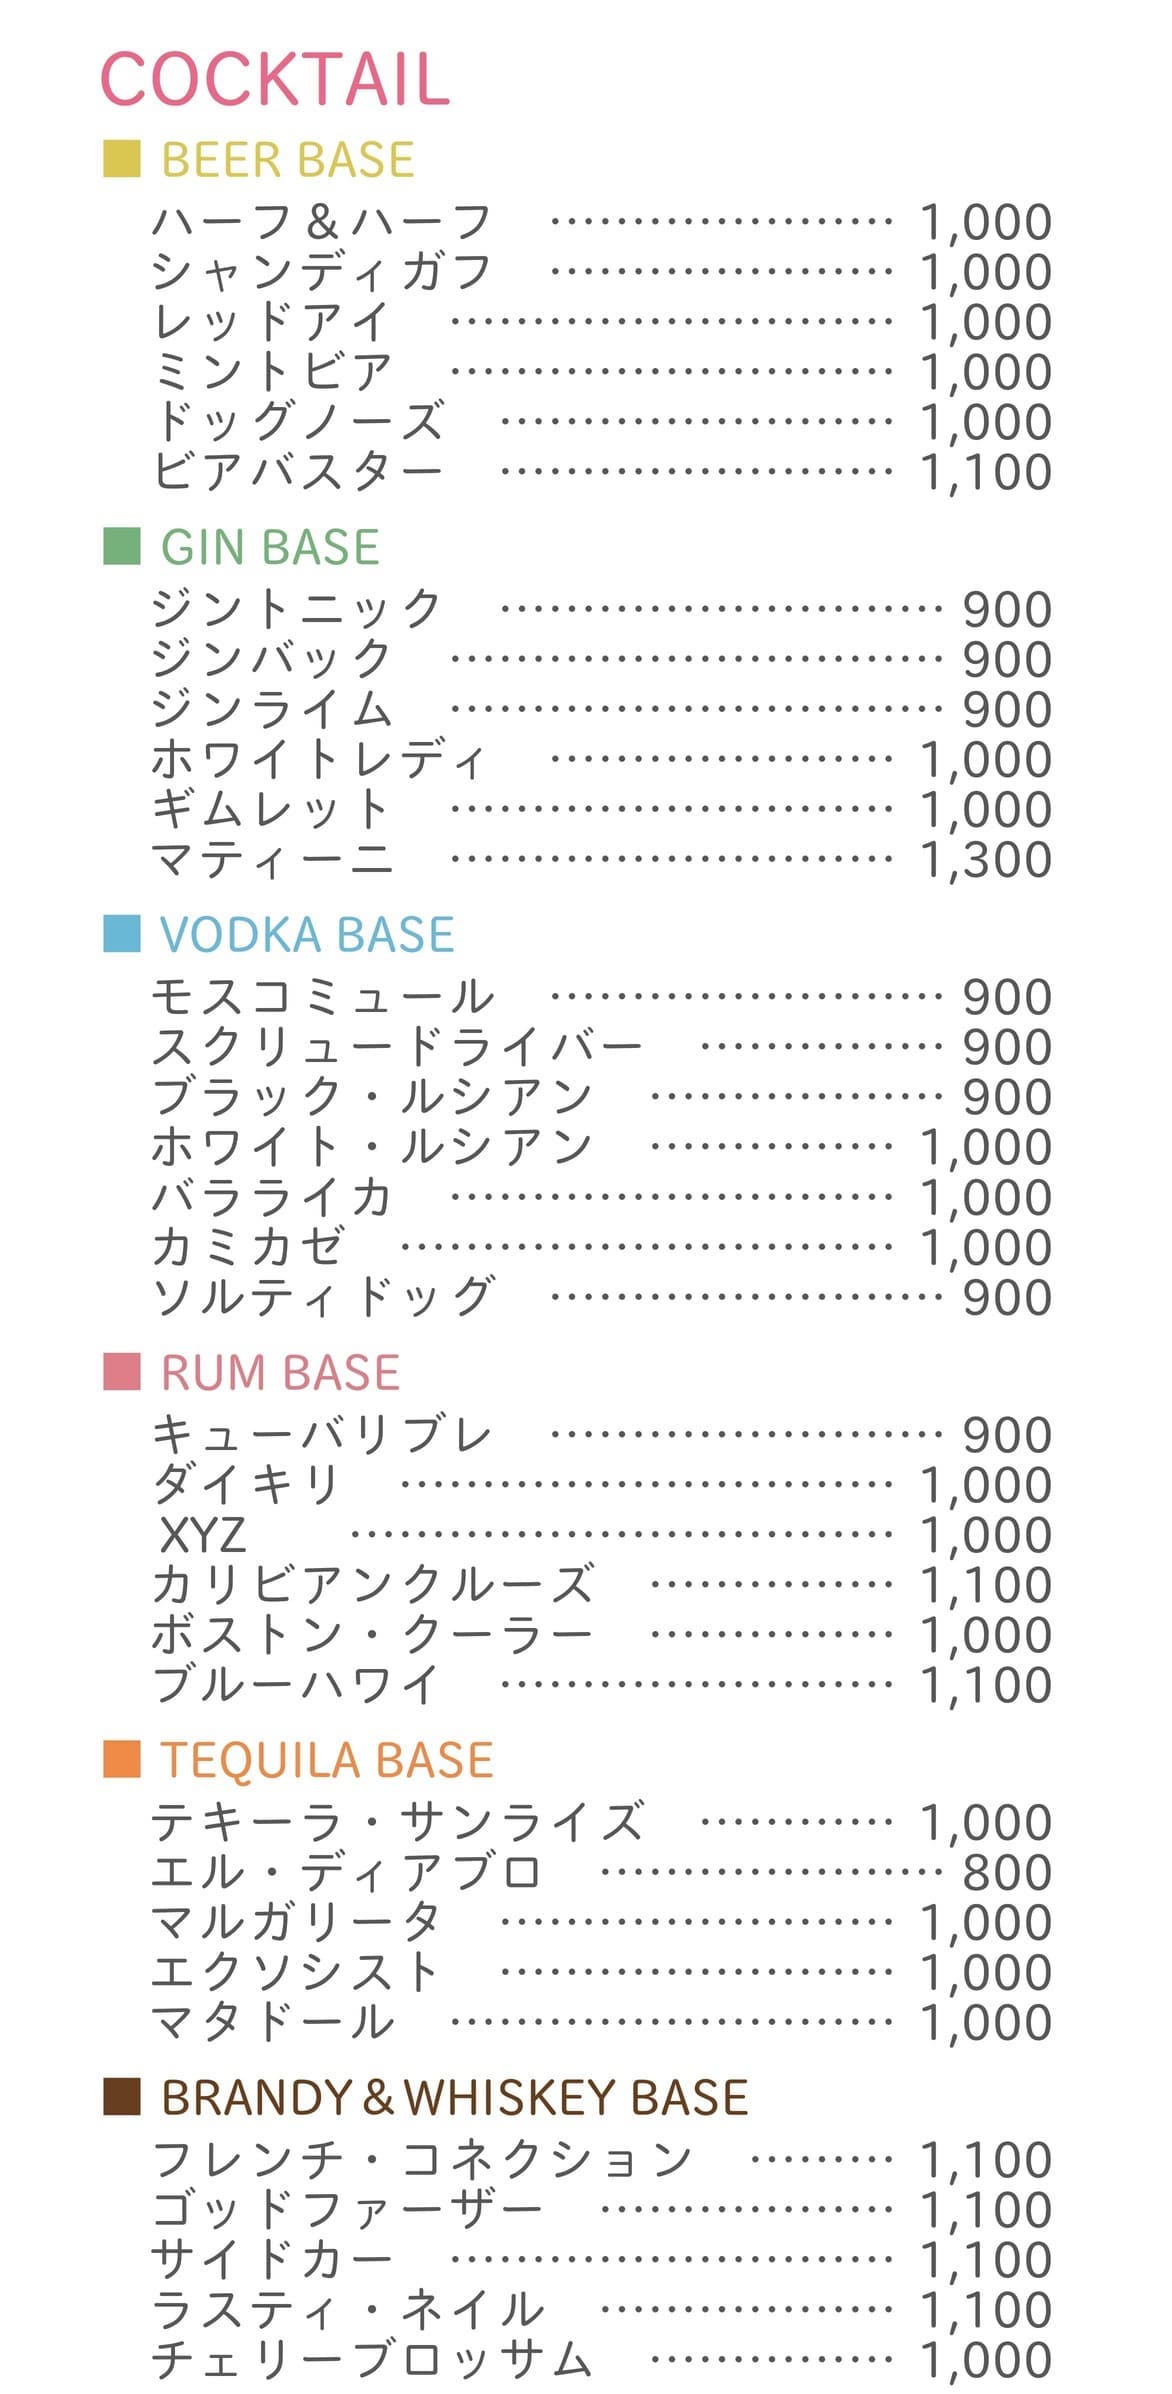 COCKTAIL
■ BEER BASE
ハーフ&ハーフ ····················· 1,000
シャンディガフ ····················· 1,000
レッドアイ ··························· 1,000
ミントビア ··························· 1,000
ドッグノーズ ························ 1,000
ビアバスター ························ 1,100
■ GIN BASE
ジントニック ··························· 900
ジンバック ······························ 900
ジンライム ······························ 900
ホワイトレディ ····················· 1,000
ギムレット ··························· 1,000
マティーニ ··························· 1,300
■ VODKA BASE
モスコミュール ························ 900
スクリュードライバー ··············· 900
ブラック・ルシアン ·················· 900
ホワイト・ルシアン ··············· 1,000
バラライカ ··························· 1,000
カミカゼ ······························ 1,000
ソルティドッグ ························ 900
■ RUM BASE
キューバリブレ ························ 900
ダイキリ ······························ 1,000
XYZ ································· 1,000
カリビアンクルーズ ··············· 1,100
ボストン・クーラー ··············· 1,000
ブルーハワイ ························ 1,100
■ TEQUILA BASE
テキーラ・サンライズ ············ 1,000
エル・ディアブロ ····················· 800
マルガリータ ························ 1,000
エクソシスト ························ 1,000
マタドール ··························· 1,000
■ BRANDY&WHISKEY BASE
フレンチ・コネクション ········· 1,100
ゴッドファーザー ·················· 1,100
サイドカー ··························· 1,100
ラスティ・ネイル ·················· 1,100
チェリーブロッサム ··············· 1,000